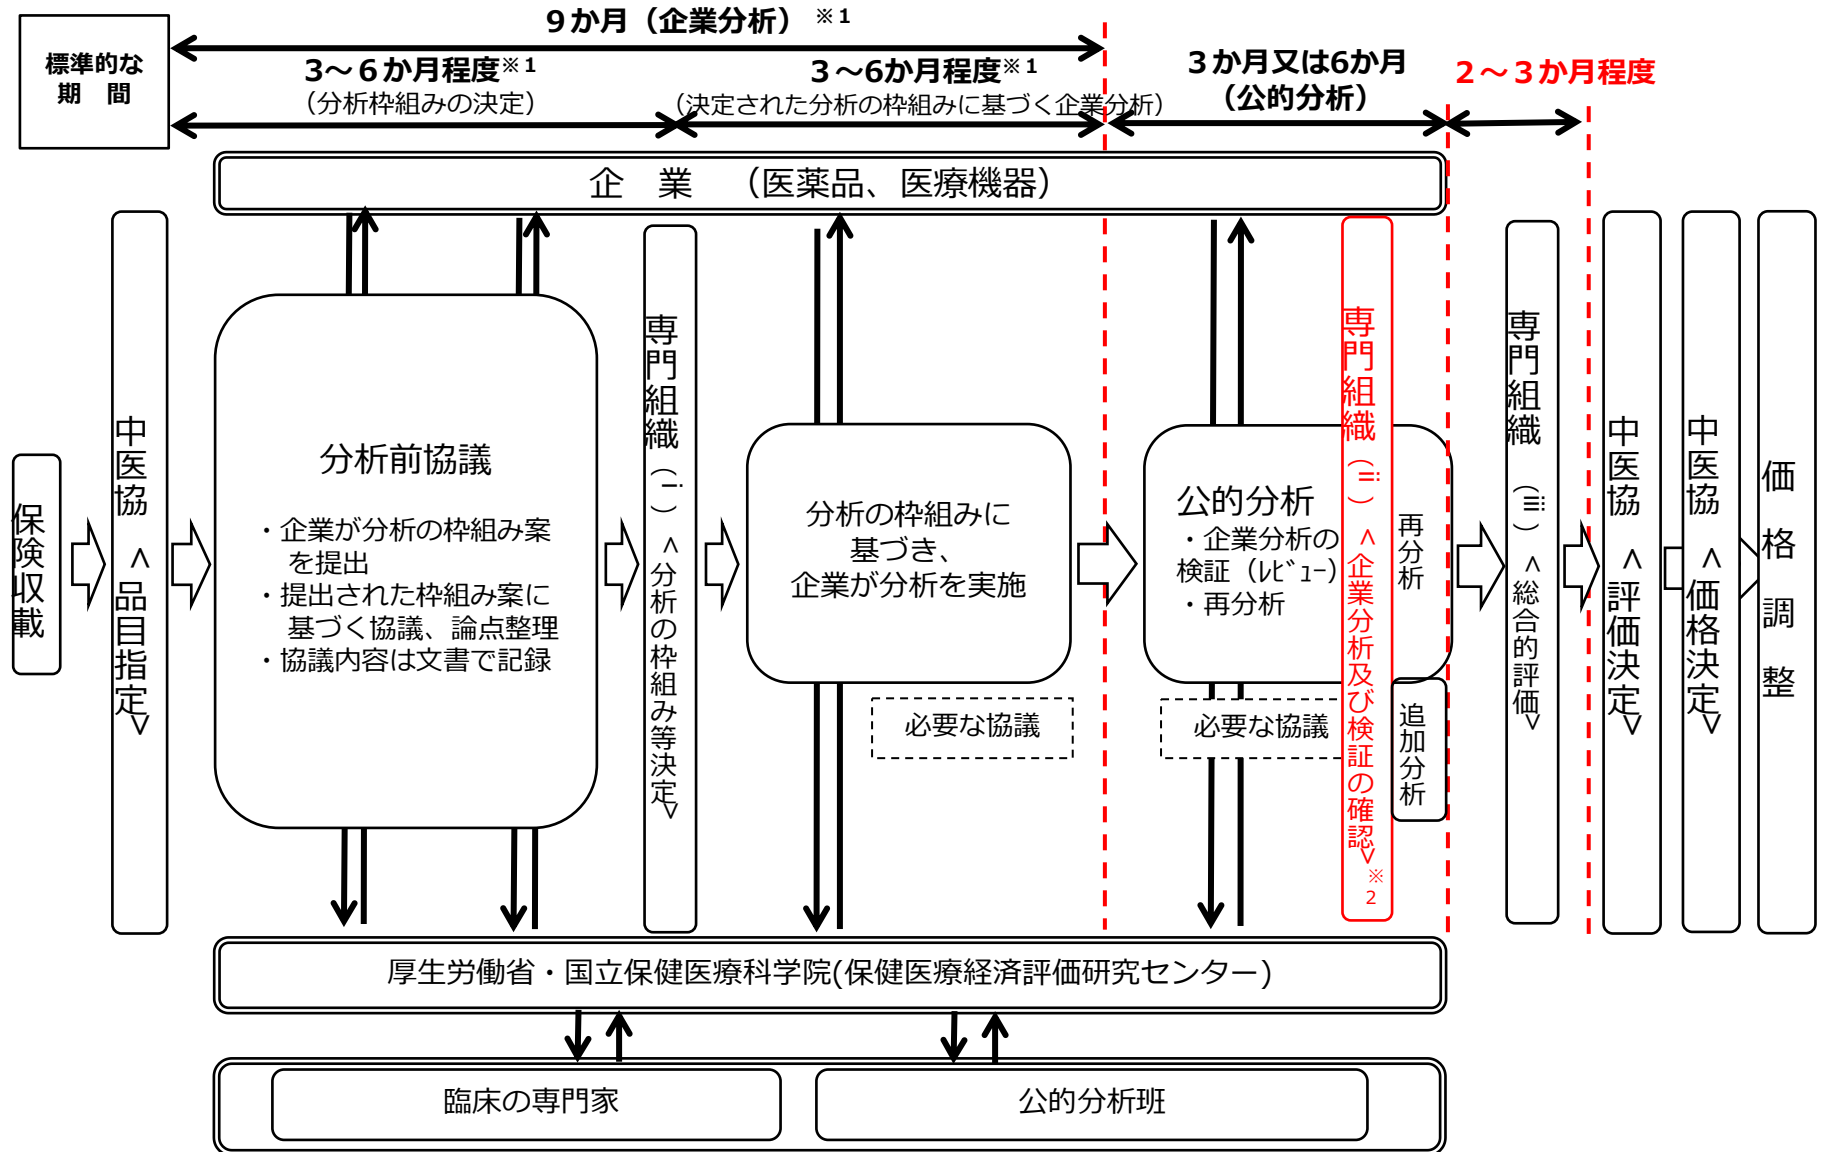 標準的な
期　間
９か月（企業分析）※１
3～６か月程度※１
（分析枠組みの決定）
３～6か月程度※１
（決定された分析の枠組みに基づく企業分析）
３か月又は6か月
（公的分析）
２～３か月程度
企　業　（医薬品、医療機器）
保険収載
中医協　<品目指定>
分析前協議
・企業が分析の枠組み案
を提出
・提出された枠組み案に
基づく協議、論点整理
・協議内容は文書で記録
専門組織（ⅰ）<分析の枠組み等決定>
分析の枠組みに
基づき、
企業が分析を実施
必要な協議
公的分析
・企業分析の
検証（ﾚﾋﾞｭｰ）
・再分析
必要な協議
専門組織（ⅱ）<企業分析及び検証の確認>※2
再分析
追加分析
専門組織（ⅲ）<総合的評価>
中医協　<評価決定>
中医協　<価格決定>
価格調整
厚生労働省・国立保健医療科学院(保健医療経済評価研究センター)
臨床の専門家
公的分析班